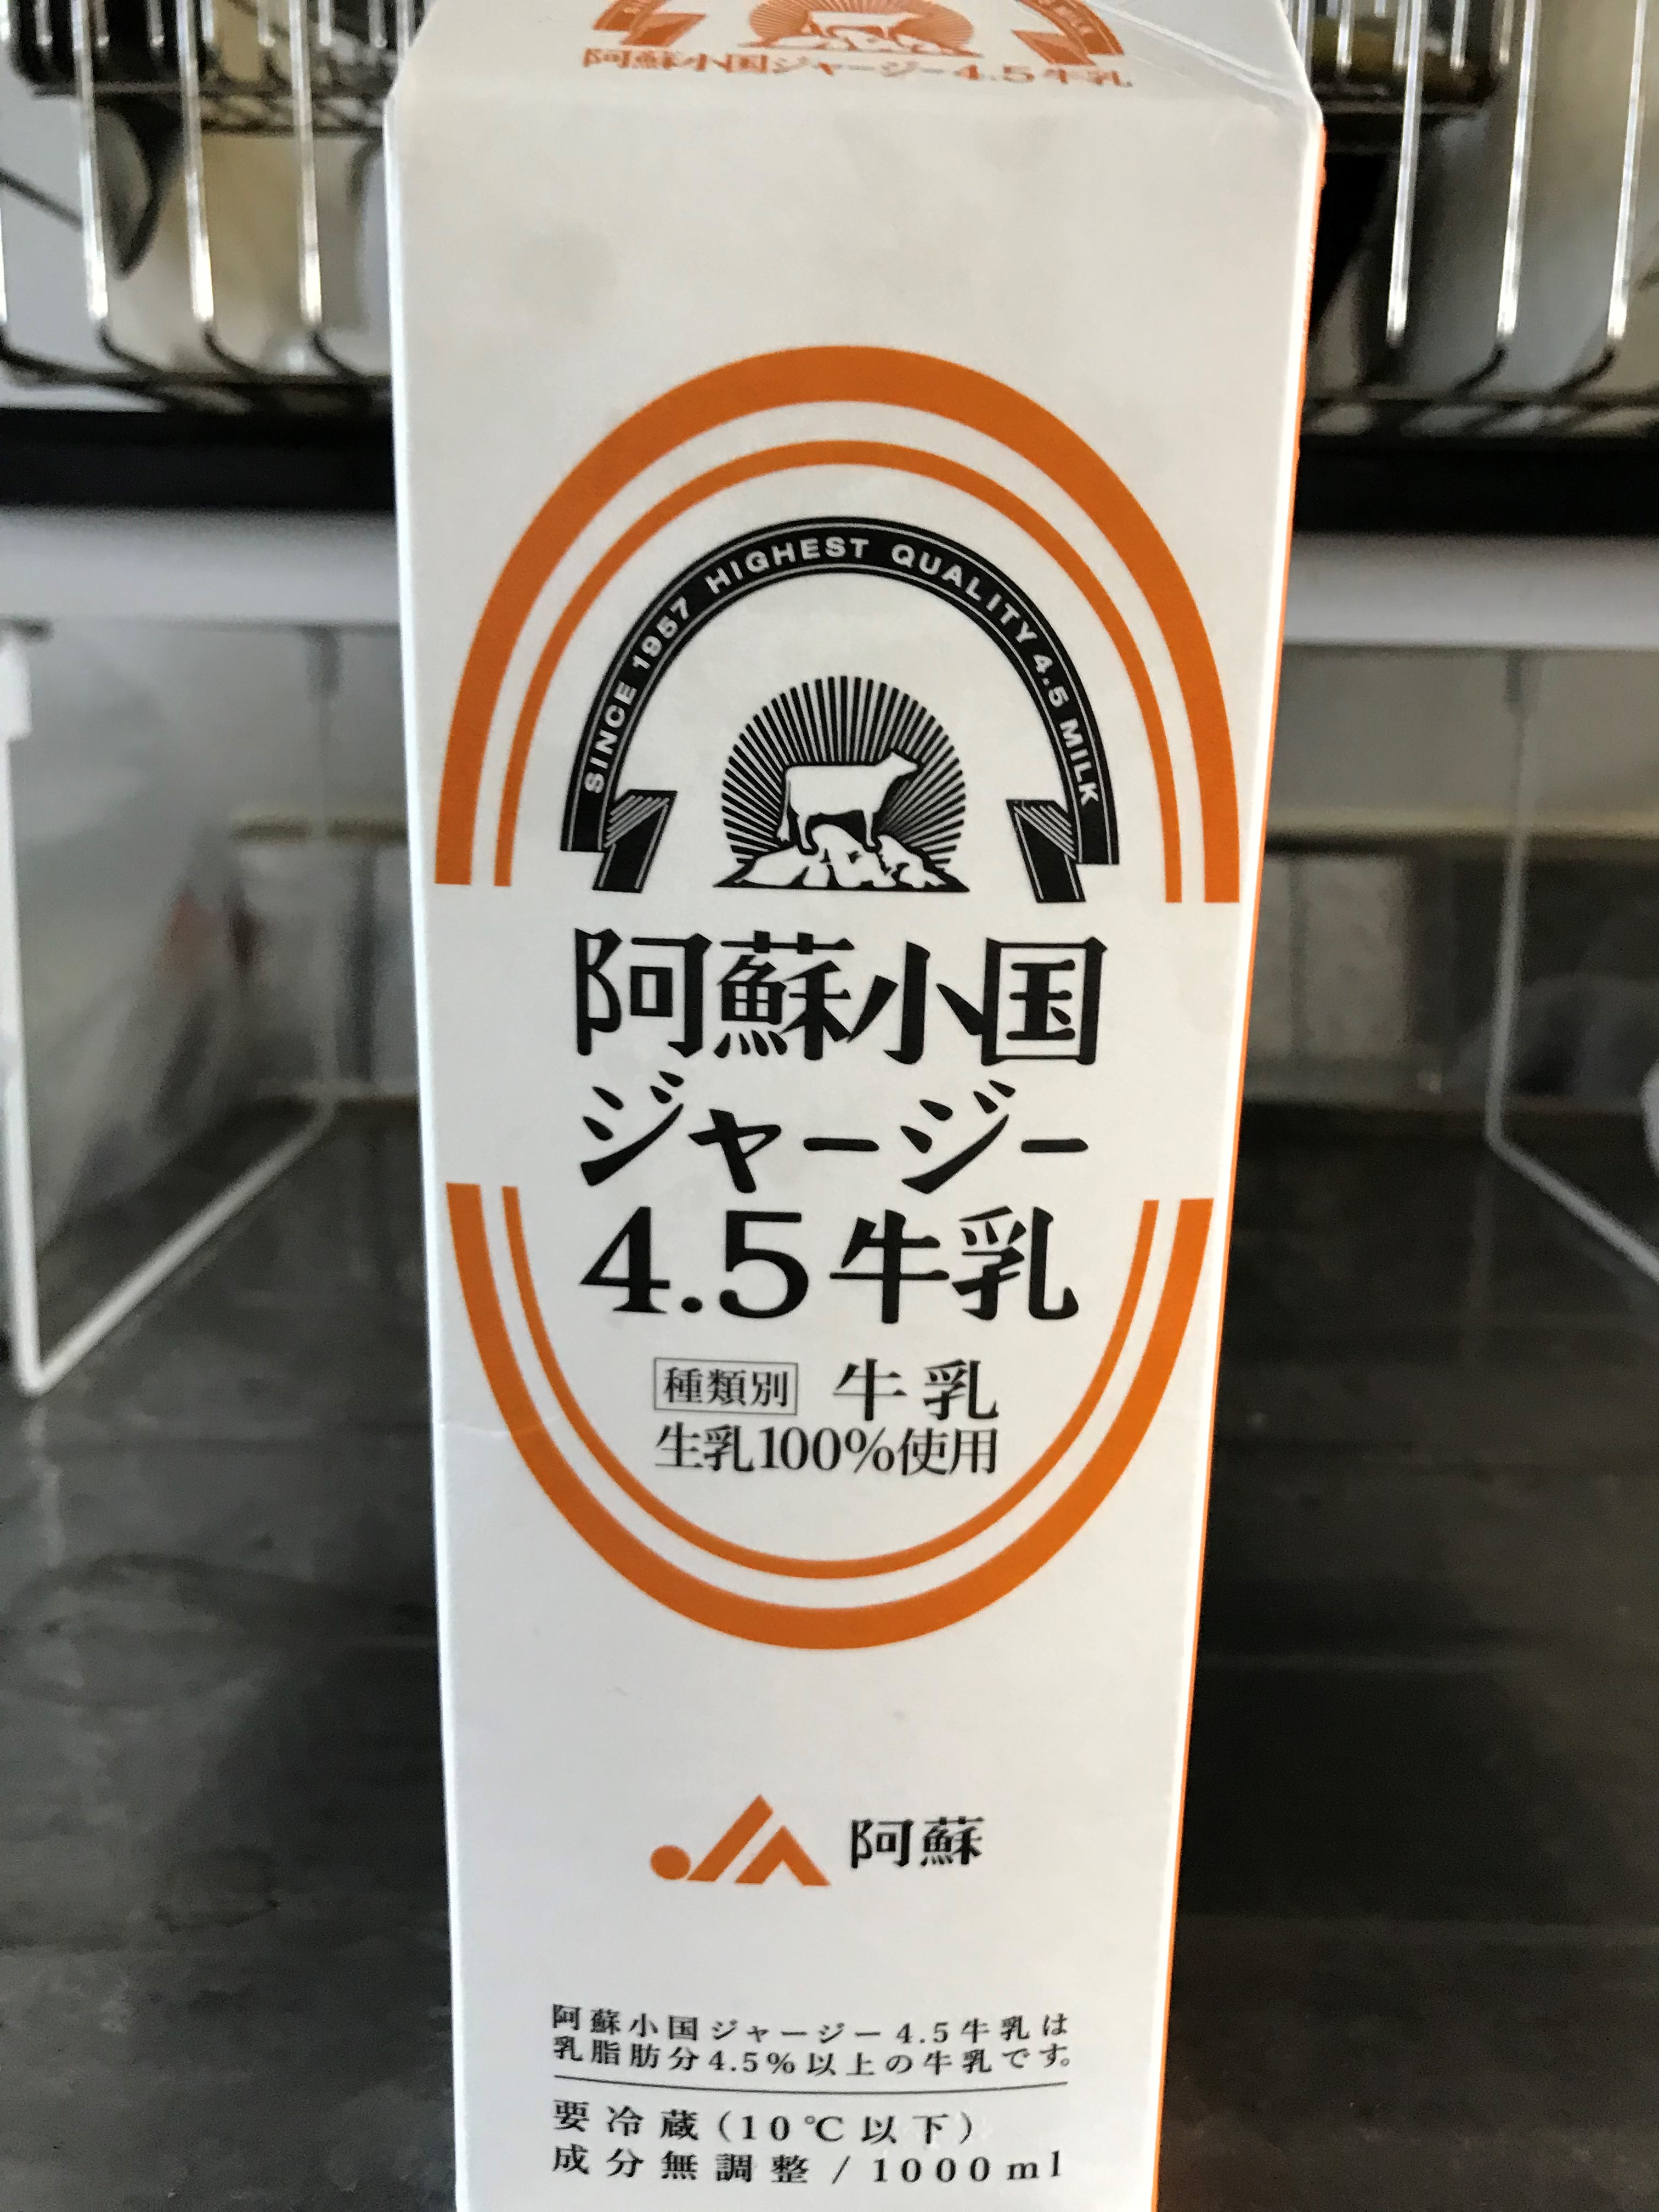 阿蘇小国ジャージー4.5牛乳
SINCE 1957 HIGHEST QUALITY 4.5 MILK
阿蘇小国
ジャージー
4.5牛乳
種類別 牛乳
生乳100%使用
JA 阿蘇
阿蘇小国ジャージー4.5牛乳は
乳脂肪分4.5%以上の牛乳です。
要冷蔵(10℃以下)
成分無調整/1000ml